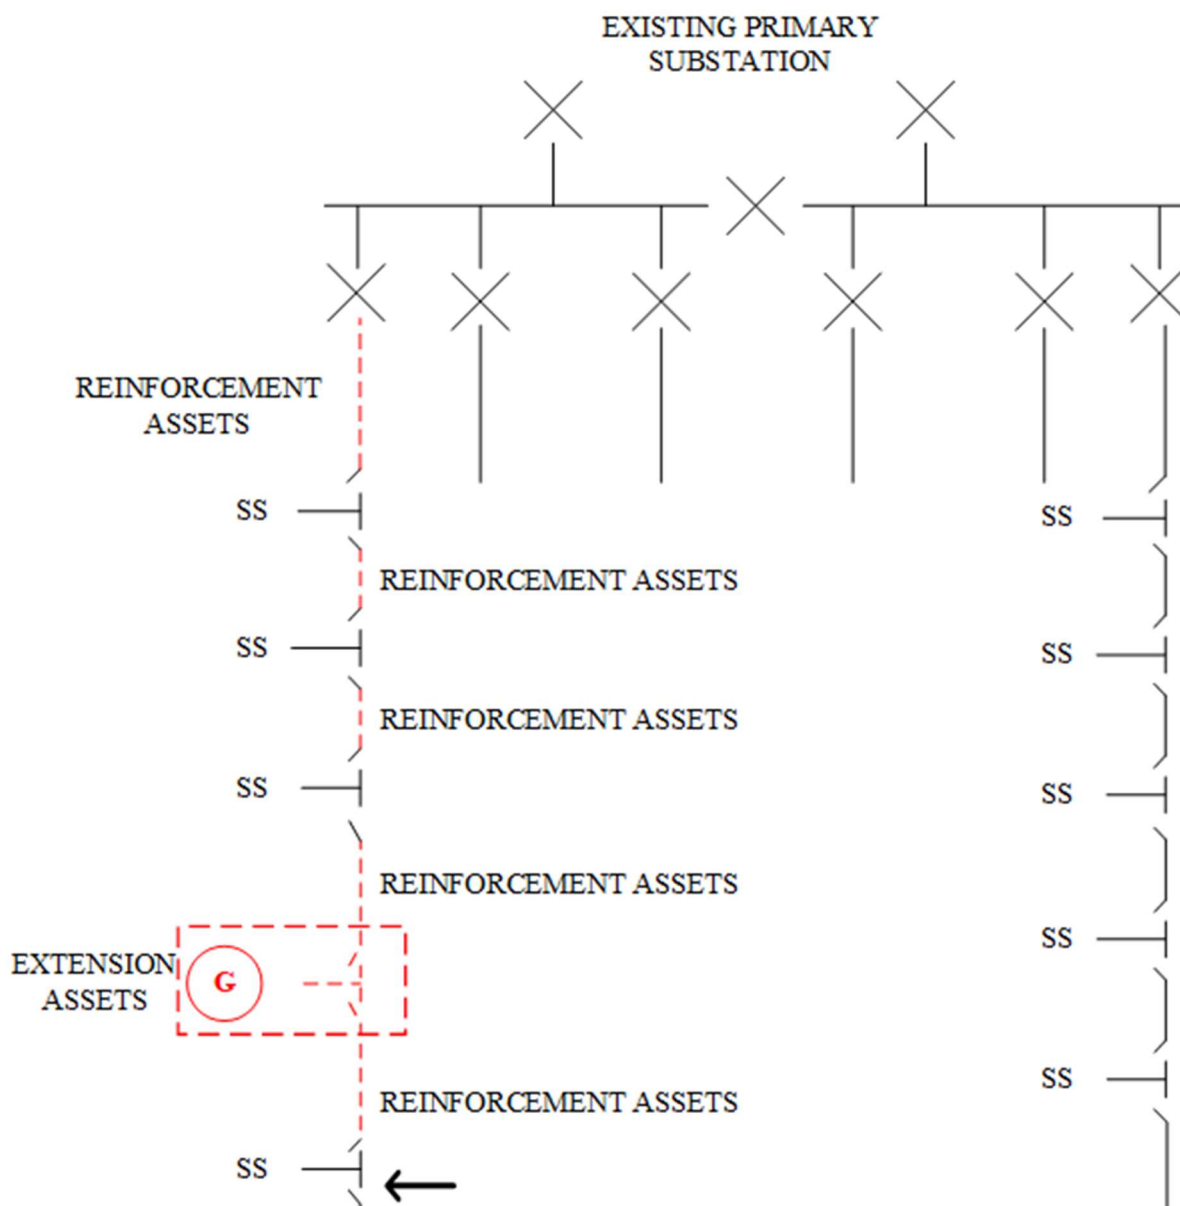 EXISTING PRIMARY
SUBSTATION
REINFORCEMENT
ASSETS
SS
SS
REINFORCEMENT ASSETS
SS
SS
REINFORCEMENT ASSETS
SS
SS
REINFORCEMENT ASSETS
SS
EXTENSION
ASSETS
G
SS
REINFORCEMENT ASSETS
SS